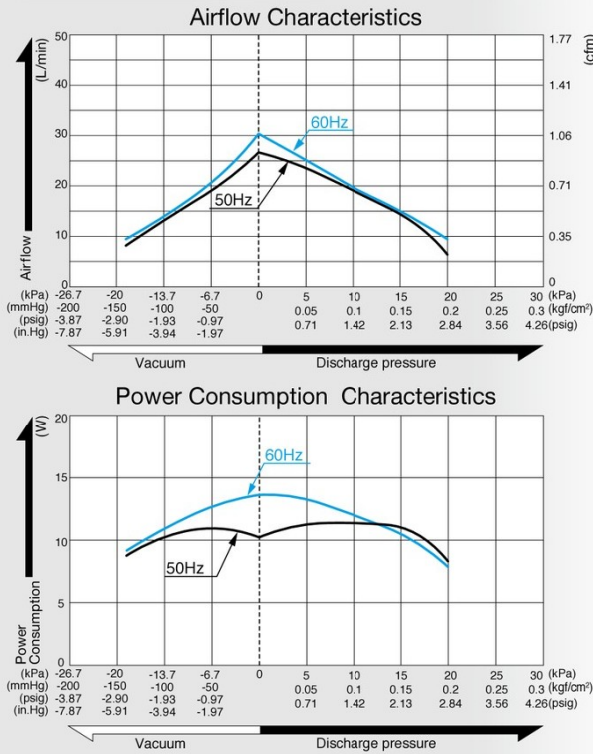 Airflow Characteristics
(L/min)
(cfm)
50
40
30
20
10
0
1.77
1.41
1.06
0.71
0.35
0
60Hz
50Hz
Airflow
(kPa) -26.7 -20 -13.7 -6.7 0 5 10 15 20 25 30 (kPa)
(mmHg) -200 -150 -100 -50 0.05 0.1 0.15 0.2 0.25 0.3 (kgf/cm²)
(psig) -3.87 -2.90 -1.93 -0.97 0.71 1.42 2.13 2.84 3.56 4.26 (psig)
(in.Hg) -7.87 -5.91 -3.94 -1.97
Vacuum Discharge pressure
Power Consumption Characteristics
(W)
20
15
10
5
0
60Hz
50Hz
Power
Consumption
(kPa) -26.7 -20 -13.7 -6.7 0 5 10 15 20 25 30 (kPa)
(mmHg) -200 -150 -100 -50 0.05 0.1 0.15 0.2 0.25 0.3 (kgf/cm²)
(psig) -3.87 -2.90 -1.93 -0.97 0.71 1.42 2.13 2.84 3.56 4.26 (psig)
(in.Hg) -7.87 -5.91 -3.94 -1.97
Vacuum Discharge pressure